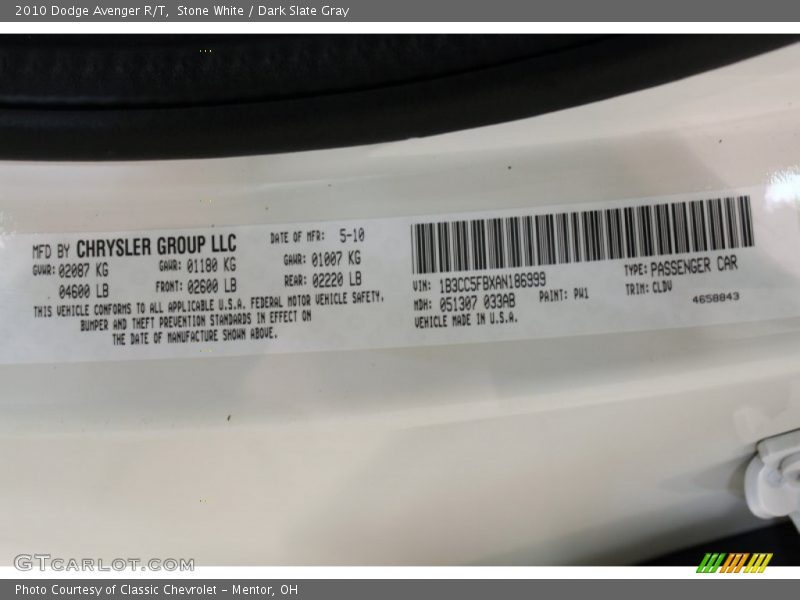 2010 Dodge Avenger R/T, Stone White / Dark Slate Gray
MFD BY CHRYSLER GROUP LLC
DATE OF MFR: 5-10
GVWR: 02087 KG
GAWR: 01180 KG
GAWR: 01007 KG
04600 LB
FRONT: 02600 LB
REAR: 02220 LB
THIS VEHICLE CONFORMS TO ALL APPLICABLE U.S.A. FEDERAL MOTOR VEHICLE SAFETY,
BUMPER AND THEFT PREVENTION STANDARDS IN EFFECT ON
THE DATE OF MANUFACTURE SHOWN ABOVE.
VIN: 1B3CC5FBXAN186999
TYPE: PASSENGER CAR
MDH: 051307 033AB
PAINT: PW1
TRIM: CLDV
VEHICLE MADE IN U.S.A.
4658843
GTCARLOT.COM
Photo Courtesy of Classic Chevrolet - Mentor, OH